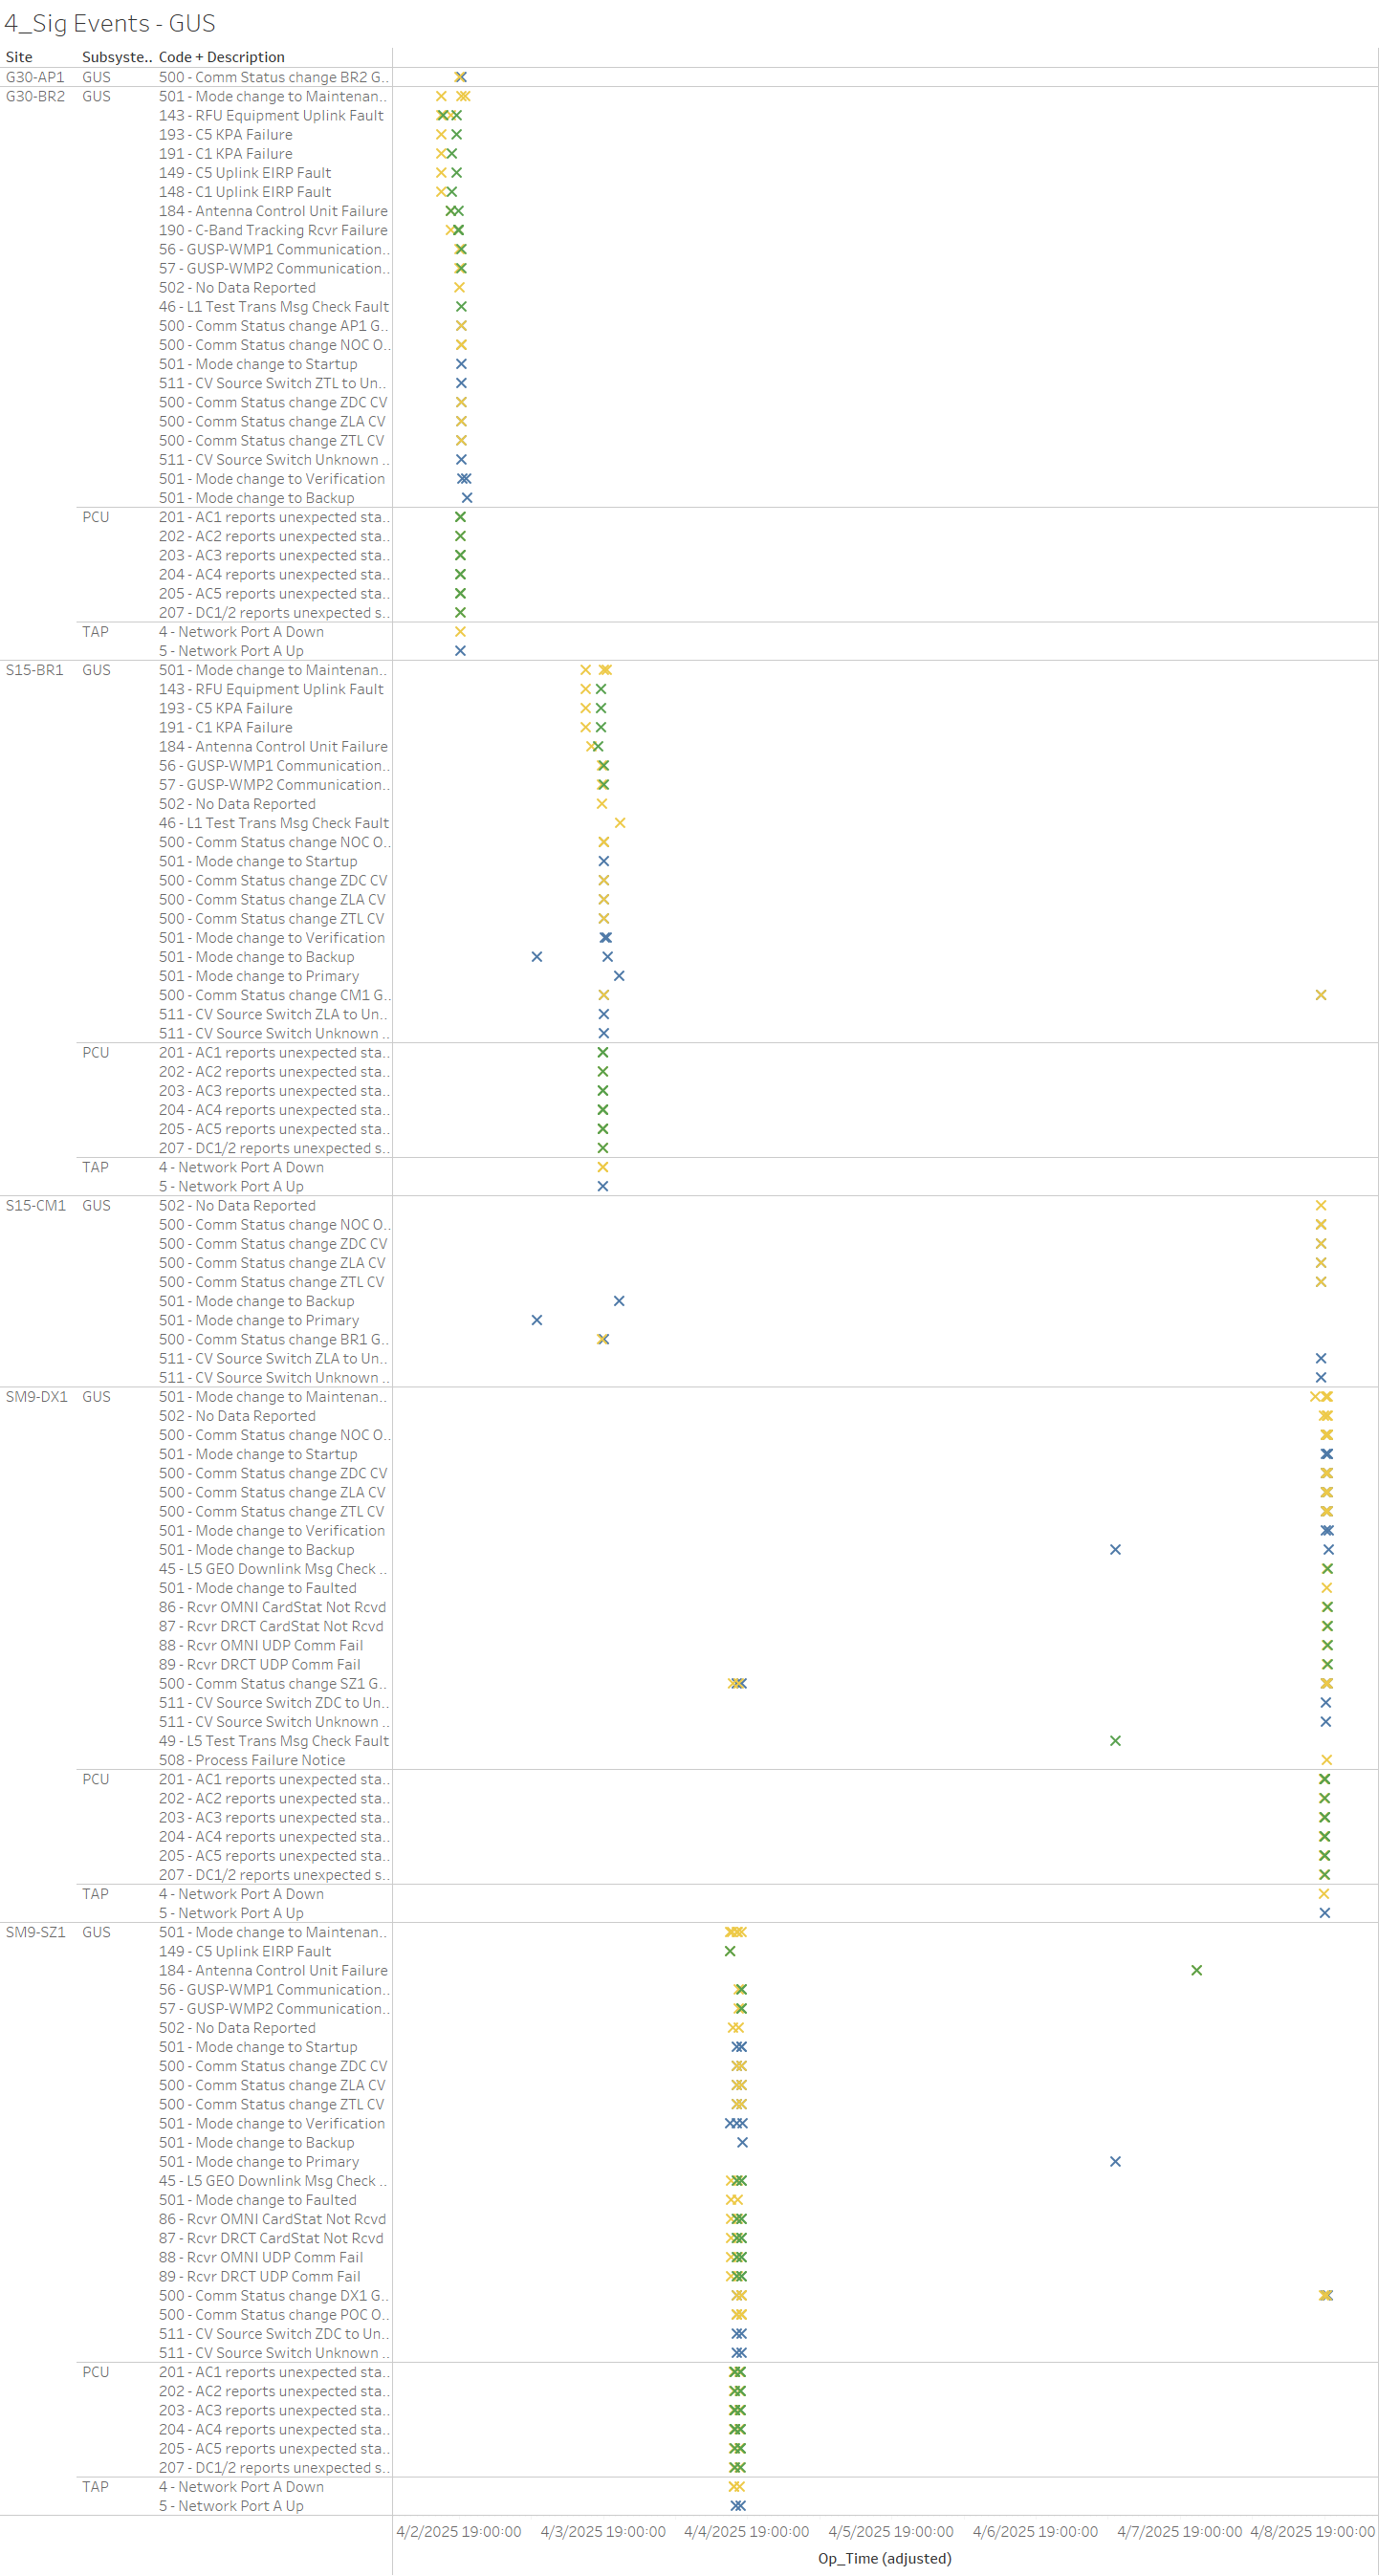 4_Sig Events - GUS
Site Subsyste.. Code + Description
G30-AP1 GUS 500 - Comm Status change BR2 G..
G30-BR2 GUS 501 - Mode change to Maintenan..
143 - RFU Equipment Uplink Fault
193 - C5 KPA Failure
191 - C1 KPA Failure
149 - C5 Uplink EIRP Fault
148 - C1 Uplink EIRP Fault
184 - Antenna Control Unit Failure
190 - C-Band Tracking Rcvr Failure
56 - GUSP-WMP1 Communication..
57 - GUSP-WMP2 Communication..
502 - No Data Reported
46 - L1 Test Trans Msg Check Fault
500 - Comm Status change AP1 G..
500 - Comm Status change NOC O..
501 - Mode change to Startup
511 - CV Source Switch ZTL to Un..
500 - Comm Status change ZDC CV
500 - Comm Status change ZLA CV
500 - Comm Status change ZTL CV
511 - CV Source Switch Unknown ..
501 - Mode change to Verification
501 - Mode change to Backup
PCU 201 - AC1 reports unexpected sta..
202 - AC2 reports unexpected sta..
203 - AC3 reports unexpected sta..
204 - AC4 reports unexpected sta..
205 - AC5 reports unexpected sta..
207 - DC1/2 reports unexpected s..
TAP 4 - Network Port A Down
5 - Network Port A Up
S15-BR1 GUS 501 - Mode change to Maintenan..
143 - RFU Equipment Uplink Fault
193 - C5 KPA Failure
191 - C1 KPA Failure
184 - Antenna Control Unit Failure
56 - GUSP-WMP1 Communication..
57 - GUSP-WMP2 Communication..
502 - No Data Reported
46 - L1 Test Trans Msg Check Fault
500 - Comm Status change NOC O..
501 - Mode change to Startup
500 - Comm Status change ZDC CV
500 - Comm Status change ZLA CV
500 - Comm Status change ZTL CV
501 - Mode change to Verification
501 - Mode change to Backup
501 - Mode change to Primary
500 - Comm Status change CM1 G..
511 - CV Source Switch ZLA to Un..
511 - CV Source Switch Unknown ..
PCU 201 - AC1 reports unexpected sta..
202 - AC2 reports unexpected sta..
203 - AC3 reports unexpected sta..
204 - AC4 reports unexpected sta..
205 - AC5 reports unexpected sta..
207 - DC1/2 reports unexpected s..
TAP 4 - Network Port A Down
5 - Network Port A Up
S15-CM1 GUS 502 - No Data Reported
500 - Comm Status change NOC O..
500 - Comm Status change ZDC CV
500 - Comm Status change ZLA CV
500 - Comm Status change ZTL CV
501 - Mode change to Backup
501 - Mode change to Primary
500 - Comm Status change BR1 G..
511 - CV Source Switch ZLA to Un..
511 - CV Source Switch Unknown ..
SM9-DX1 GUS 501 - Mode change to Maintenan..
502 - No Data Reported
500 - Comm Status change NOC O..
501 - Mode change to Startup
500 - Comm Status change ZDC CV
500 - Comm Status change ZLA CV
500 - Comm Status change ZTL CV
501 - Mode change to Verification
501 - Mode change to Backup
45 - L5 GEO Downlink Msg Check ..
501 - Mode change to Faulted
86 - Rcvr OMNI CardStat Not Rcvd
87 - Rcvr DRCT CardStat Not Rcvd
88 - Rcvr OMNI UDP Comm Fail
89 - Rcvr DRCT UDP Comm Fail
500 - Comm Status change SZ1 G..
511 - CV Source Switch ZDC to Un..
511 - CV Source Switch Unknown ..
49 - L5 Test Trans Msg Check Fault
508 - Process Failure Notice
PCU 201 - AC1 reports unexpected sta..
202 - AC2 reports unexpected sta..
203 - AC3 reports unexpected sta..
204 - AC4 reports unexpected sta..
205 - AC5 reports unexpected sta..
207 - DC1/2 reports unexpected s..
TAP 4 - Network Port A Down
5 - Network Port A Up
SM9-SZ1 GUS 501 - Mode change to Maintenan..
149 - C5 Uplink EIRP Fault
184 - Antenna Control Unit Failure
56 - GUSP-WMP1 Communication..
57 - GUSP-WMP2 Communication..
502 - No Data Reported
501 - Mode change to Startup
500 - Comm Status change ZDC CV
500 - Comm Status change ZLA CV
500 - Comm Status change ZTL CV
501 - Mode change to Verification
501 - Mode change to Backup
501 - Mode change to Primary
45 - L5 GEO Downlink Msg Check ..
501 - Mode change to Faulted
86 - Rcvr OMNI CardStat Not Rcvd
87 - Rcvr DRCT CardStat Not Rcvd
88 - Rcvr OMNI UDP Comm Fail
89 - Rcvr DRCT UDP Comm Fail
500 - Comm Status change DX1 G..
500 - Comm Status change POC O..
511 - CV Source Switch ZDC to Un..
511 - CV Source Switch Unknown ..
PCU 201 - AC1 reports unexpected sta..
202 - AC2 reports unexpected sta..
203 - AC3 reports unexpected sta..
204 - AC4 reports unexpected sta..
205 - AC5 reports unexpected sta..
207 - DC1/2 reports unexpected s..
TAP 4 - Network Port A Down
5 - Network Port A Up
4/2/2025 19:00:00 4/3/2025 19:00:00 4/4/2025 19:00:00 4/5/2025 19:00:00 4/6/2025 19:00:00 4/7/2025 19:00:00 4/8/2025 19:00:00
Op_Time (adjusted)